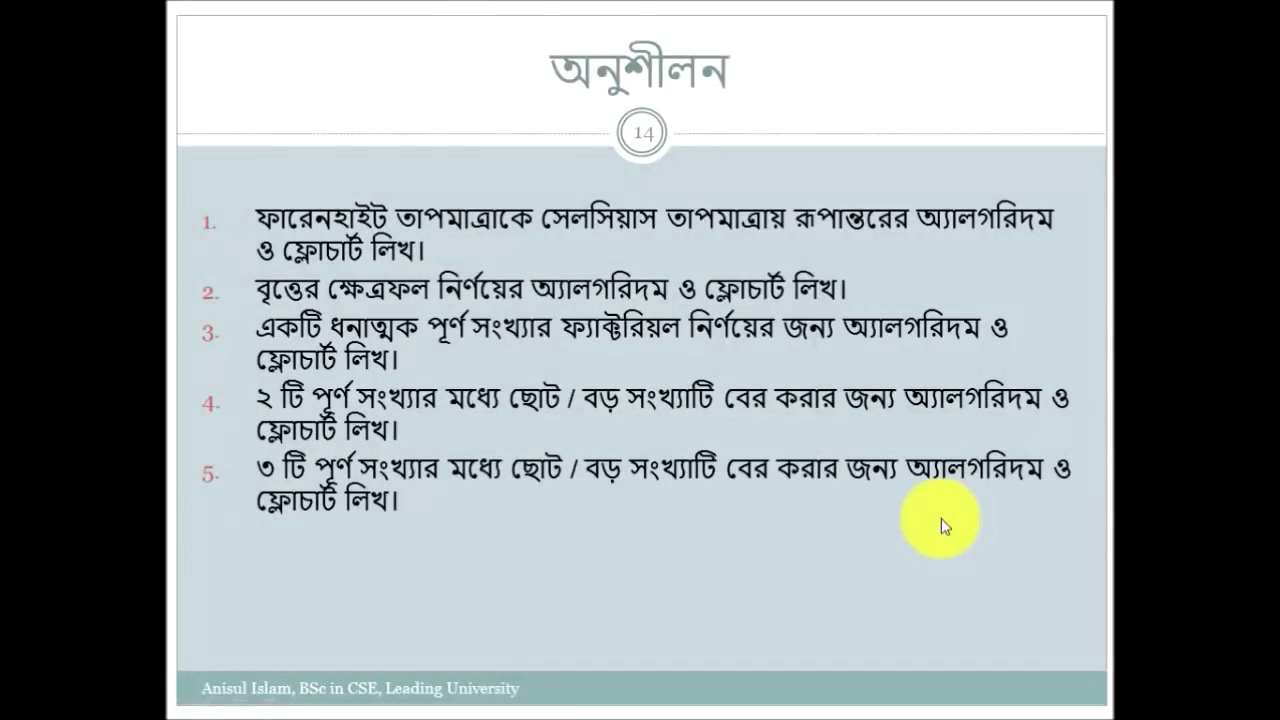 অনুশীলন
14
1. ফারেনহাইট তাপমাত্রাকে সেলসিয়াস তাপমাত্রায় রূপান্তরের অ্যালগরিদম
ও ফ্লোচার্ট লিখ।
2. বৃত্তের ক্ষেত্রফল নির্ণয়ের অ্যালগরিদম ও ফ্লোচার্ট লিখ।
3. একটি ধনাত্মক পূর্ণ সংখ্যার ফ্যাক্টরিয়ল নির্ণয়ের জন্য অ্যালগরিদম ও
ফ্লোচার্ট লিখ।
4. ২ টি পূর্ণ সংখ্যার মধ্যে ছোট / বড় সংখ্যাটি বের করার জন্য অ্যালগরিদম ও
ফ্লোচার্ট লিখ।
5. ৩ টি পূর্ণ সংখ্যার মধ্যে ছোট / বড় সংখ্যাটি বের করার জন্য অ্যালগরিদম ও
ফ্লোচার্ট লিখ।
Anisul Islam, BSc in CSE, Leading University